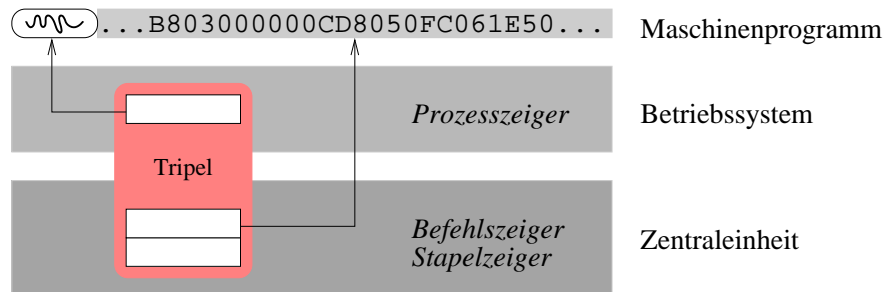 ...B803000000CD8050FC061E50... Maschinenprogramm
Prozesszeiger Betriebssystem
Tripel
Befehlszeiger
Stapelzeiger
Zentraleinheit